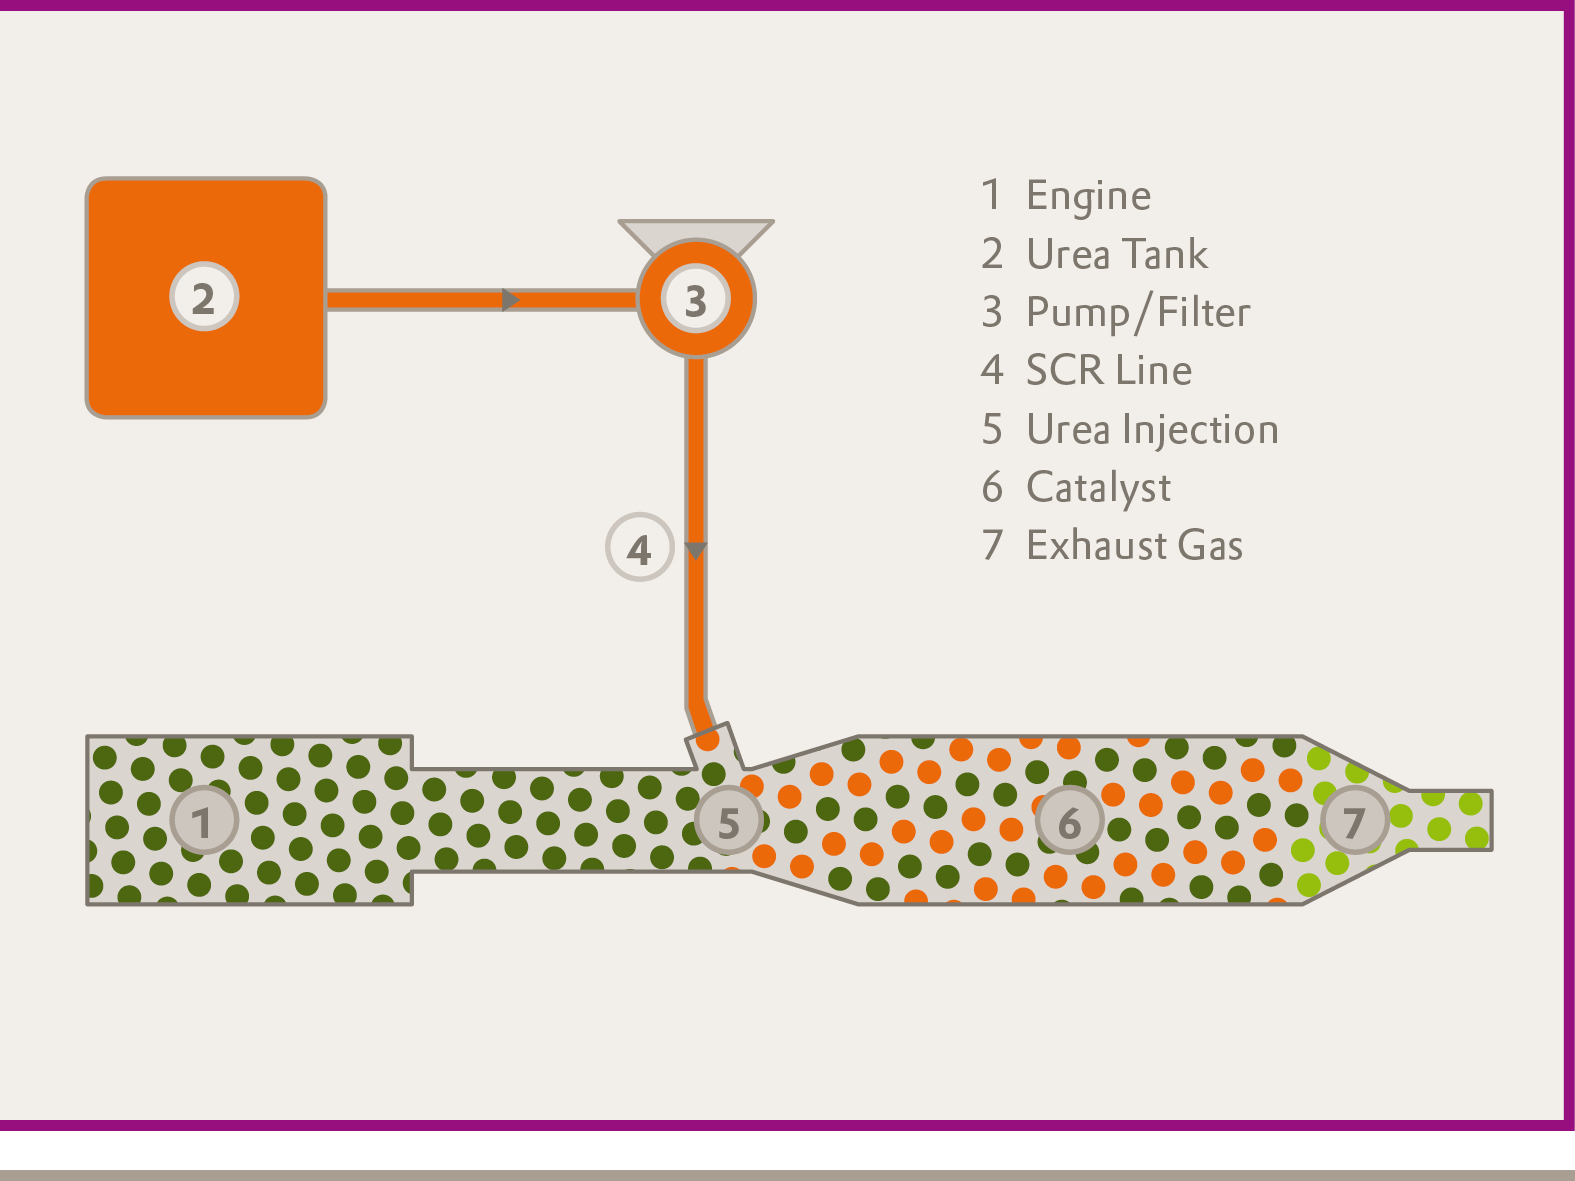 1 Engine
2 Urea Tank
3 Pump/Filter
4 SCR Line
5 Urea Injection
6 Catalyst
7 Exhaust Gas
2
3
4
1
5
6
7